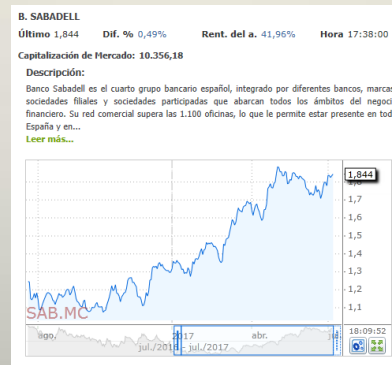 B. SABADELL
Último 1,844 Dif. % 0,49% Rent. del a. 41,96% Hora 17:38:00
Capitalización de Mercado: 10.356,18
Descripción:
Banco Sabadell es el cuarto grupo bancario español, integrado por diferentes bancos, marcas
sociedades filiales y sociedades participadas que abarcan todos los ámbitos del negoci
financiero. Su red comercial supera las 1.100 oficinas, lo que le permite estar presente en tod
España y en...
Leer más...
1,844
1,7
1,6
1,5
1,4
1,3
1,2
1,1
SAB.MC
ago. 2017 abr.
jul./2016 - jul./2017
18:09:52